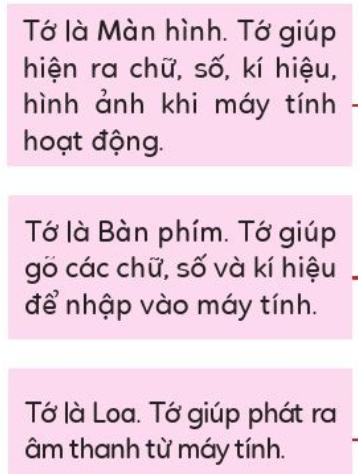 Tớ là Màn hình. Tớ giúp
hiện ra chữ, số, kí hiệu,
hình ảnh khi máy tính
hoạt động.
Tớ là Bàn phím. Tớ giúp
gõ các chữ, số và kí hiệu
để nhập vào máy tính.
Tớ là Loa. Tớ giúp phát ra
âm thanh từ máy tính.